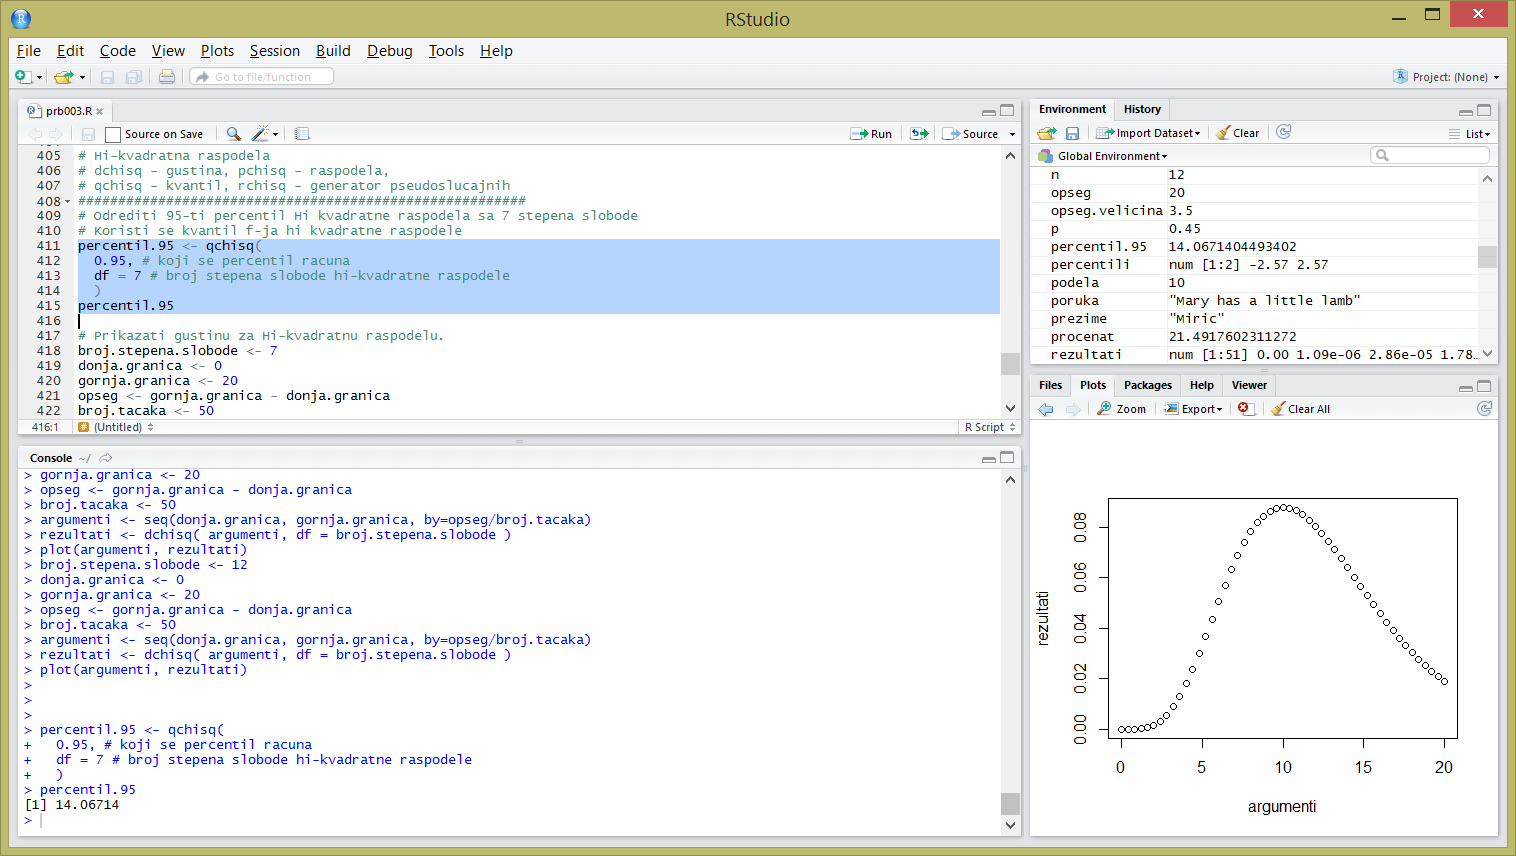 RStudio
File Edit Code View Plots Session Build Debug Tools Help
Go to file/function
Project: (None)
prb003.R
Source on Save
Run
Source
405 # Hi-kvadratna raspodela
406 # dchisq - gustina, pchisq - raspodela,
407 # qchisq - kvantil, rchisq - generator pseudoslucajnih
408 ########################################################
409 # Odrediti 95-ti percentil Hi kvadratne raspodela sa 7 stepena slobode
410 # Koristi se kvantil f-ja hi kvadratne raspodele
411 percentil.95 <- qchisq(
412 0.95, # koji se percentil racuna
413 df = 7 # broj stepena slobode hi-kvadratne raspodele
414 )
415 percentil.95
416
417 # Prikazati gustinu za Hi-kvadratnu raspodelu.
418 broj.stepena.slobode <- 7
419 donja.granica <- 0
420 gornja.granica <- 20
421 opseg <- gornja.granica - donja.granica
422 broj.tacaka <- 50
416:1 # (Untitled) R Script
Console ~/
> gornja.granica <- 20
> opseg <- gornja.granica - donja.granica
> broj.tacaka <- 50
> argumenti <- seq(donja.granica, gornja.granica, by=opseg/broj.tacaka)
> rezultati <- dchisq( argumenti, df = broj.stepena.slobode )
> plot(argumenti, rezultati)
> broj.stepena.slobode <- 12
> donja.granica <- 0
> gornja.granica <- 20
> opseg <- gornja.granica - donja.granica
> broj.tacaka <- 50
> argumenti <- seq(donja.granica, gornja.granica, by=opseg/broj.tacaka)
> rezultati <- dchisq( argumenti, df = broj.stepena.slobode )
> plot(argumenti, rezultati)
>
>
>
> percentil.95 <- qchisq(
+ 0.95, # koji se percentil racuna
+ df = 7 # broj stepena slobode hi-kvadratne raspodele
+ )
> percentil.95
[1] 14.06714
>
Environment History
Import Dataset Clear List
Global Environment
n 12
opseg 20
opseg.velicina 3.5
p 0.45
percentil.95 14.0671404493402
percentili num [1:2] -2.57 2.57
podela 10
poruka "Mary has a little lamb"
prezime "Miric"
procenat 21.4917602311272
rezultati num [1:51] 0.00 1.09e-06 2.86e-05 1.78...
Files Plots Packages Help Viewer
Zoom Export Clear All
rezultati
0.08
0.06
0.04
0.02
0.00
0 5 10 15 20
argumenti